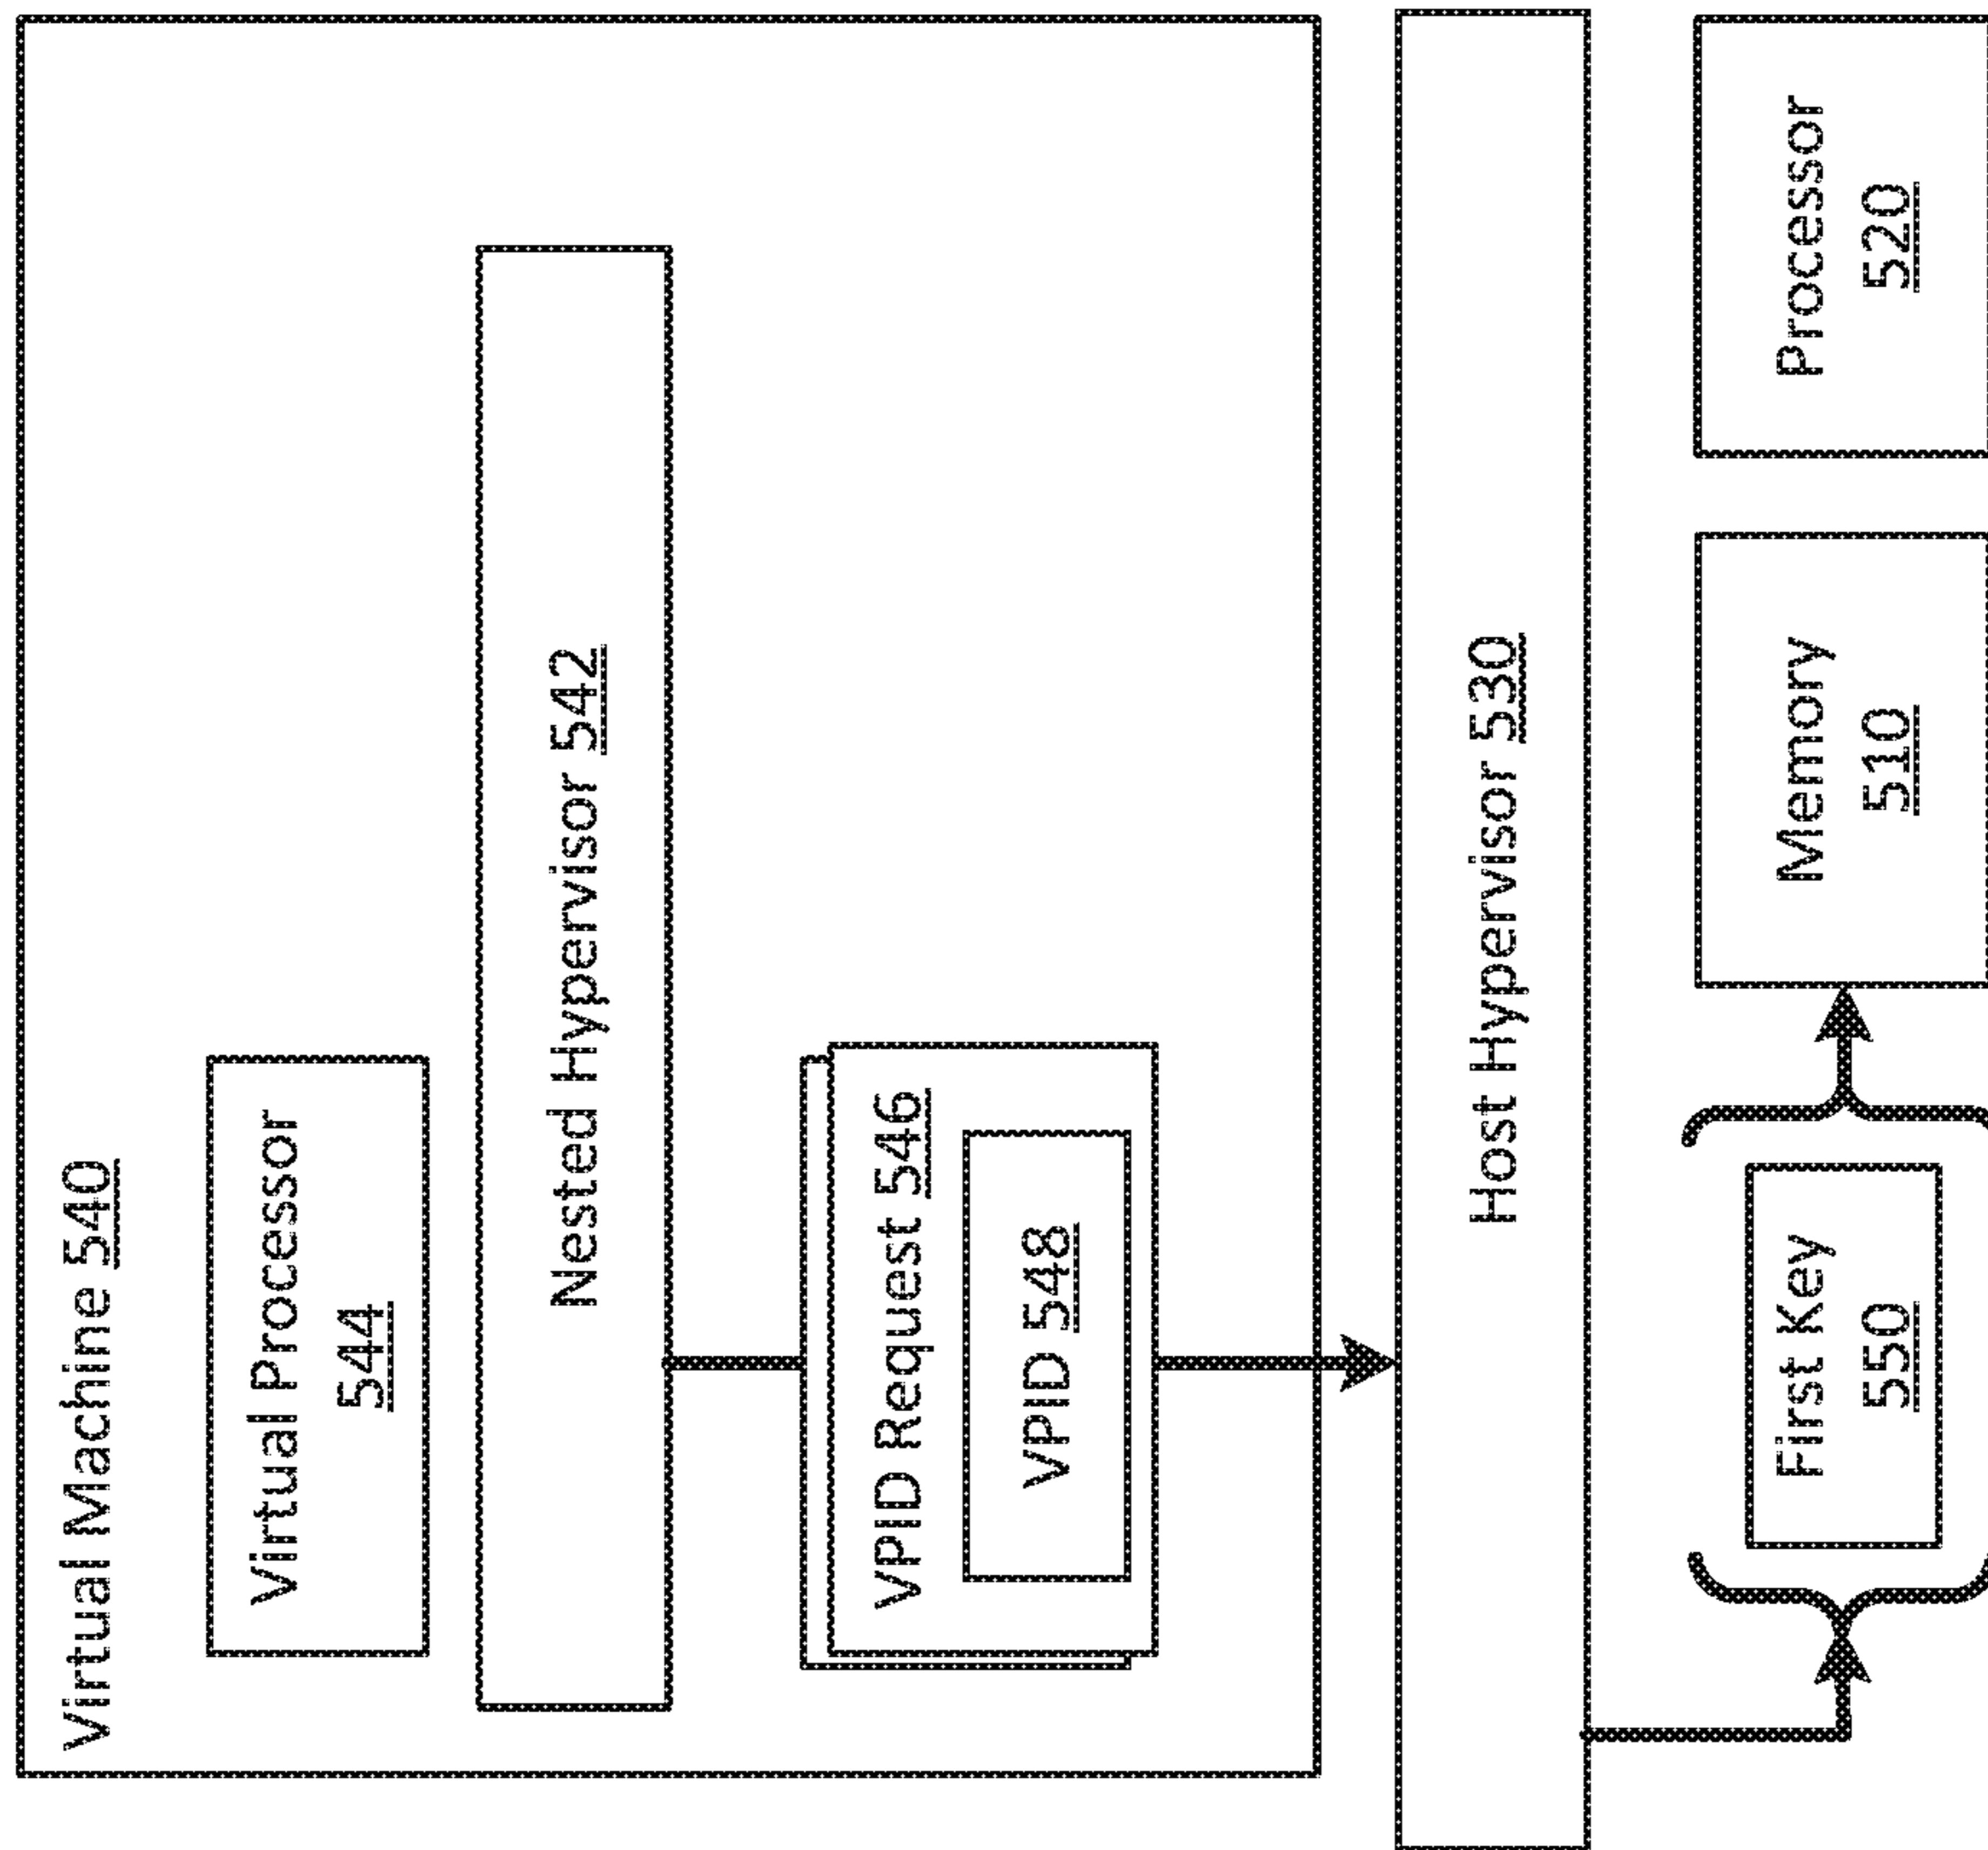 Virtual Machine 540
Virtual Processor
544
Nested Hypervisor 542
VPID Request 546
VPID 548
Host Hypervisor 530
First Key
550
Memory
510
Processor
520